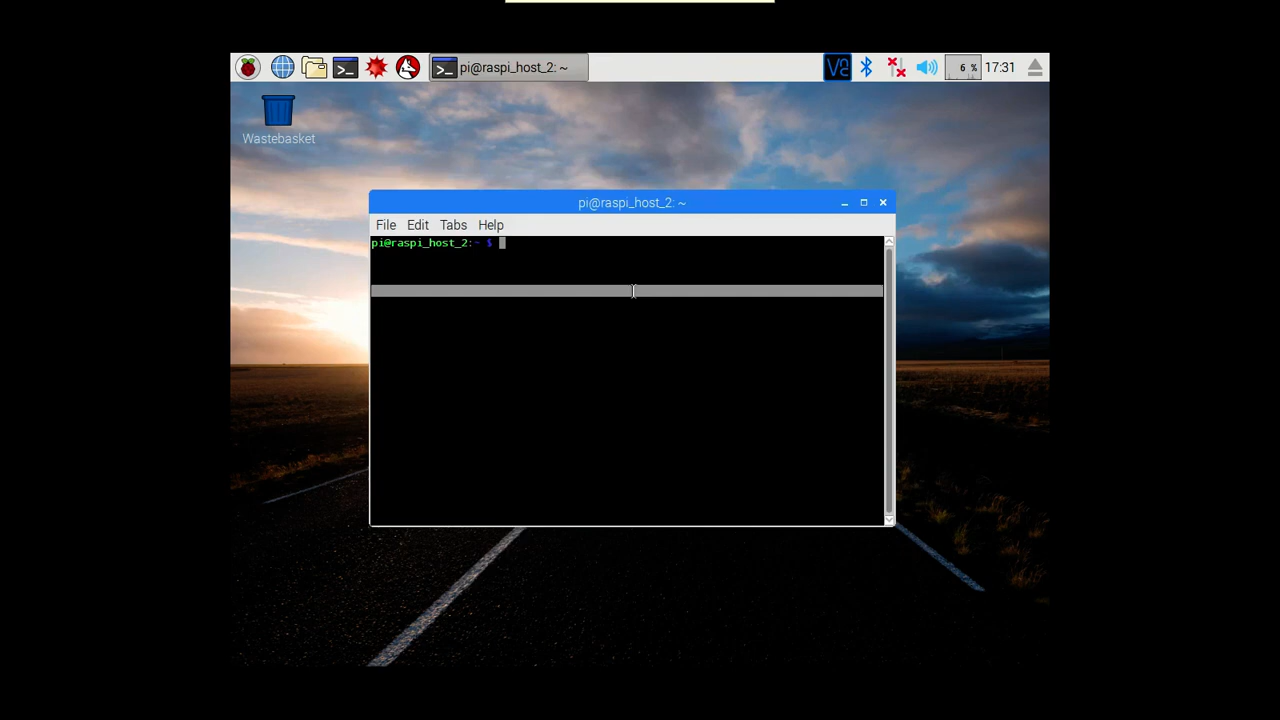 pi@raspi_host_2: ~
6 %
17:31
Wastebasket
pi@raspi_host_2: ~
File Edit Tabs Help
pi@raspi_host_2:~ $